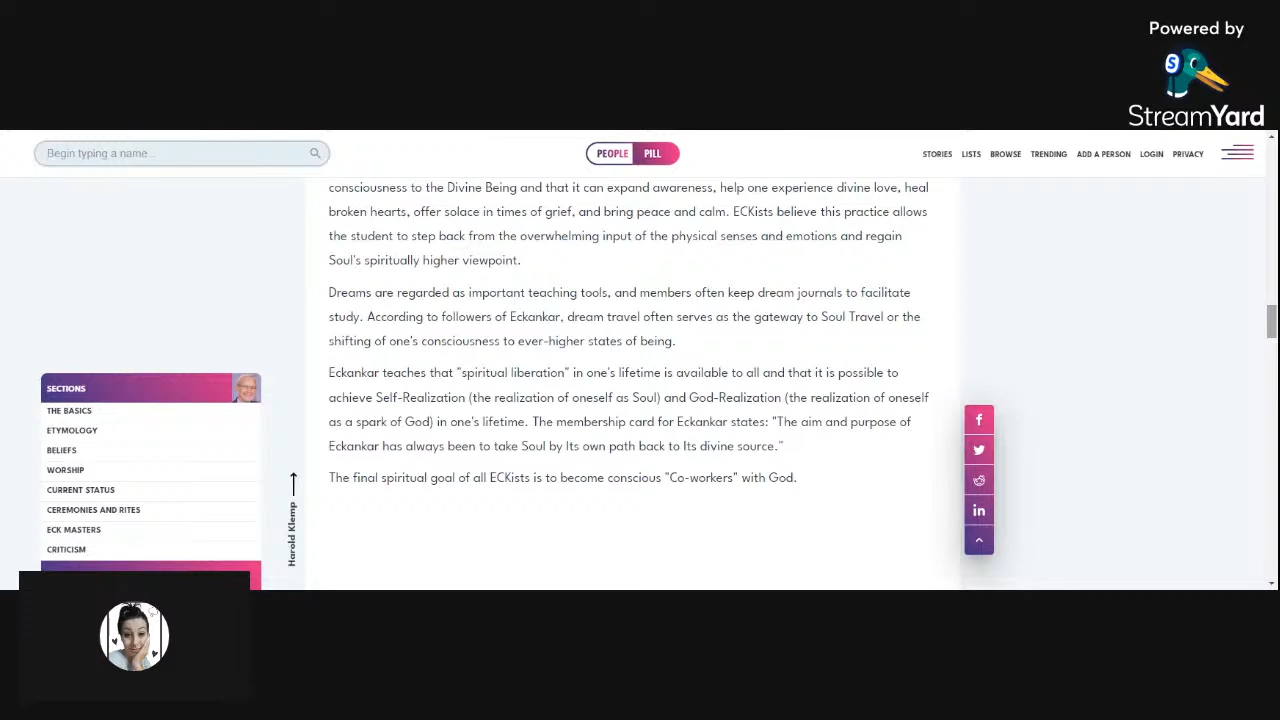 Powered by
S
StreamYard
Begin typing a name...
PEOPLE PILL
STORIES LISTS BROWSE TRENDING ADD A PERSON LOGIN PRIVACY
consciousness to the Divine Being and that it can expand awareness, help one experience divine love, heal
broken hearts, offer solace in times of grief, and bring peace and calm. ECKists believe this practice allows
the student to step back from the overwhelming input of the physical senses and emotions and regain
Soul's spiritually higher viewpoint.
Dreams are regarded as important teaching tools, and members often keep dream journals to facilitate
study. According to followers of Eckankar, dream travel often serves as the gateway to Soul Travel or the
shifting of one's consciousness to ever-higher states of being.
Eckankar teaches that "spiritual liberation" in one's lifetime is available to all and that it is possible to
achieve Self-Realization (the realization of oneself as Soul) and God-Realization (the realization of oneself
as a spark of God) in one's lifetime. The membership card for Eckankar states: "The aim and purpose of
Eckankar has always been to take Soul by Its own path back to Its divine source."
The final spiritual goal of all ECKists is to become conscious "Co-workers" with God.
SECTIONS
THE BASICS
ETYMOLOGY
BELIEFS
WORSHIP
CURRENT STATUS
CEREMONIES AND RITES
ECK MASTERS
CRITICISM
Harold Klemp
f
in